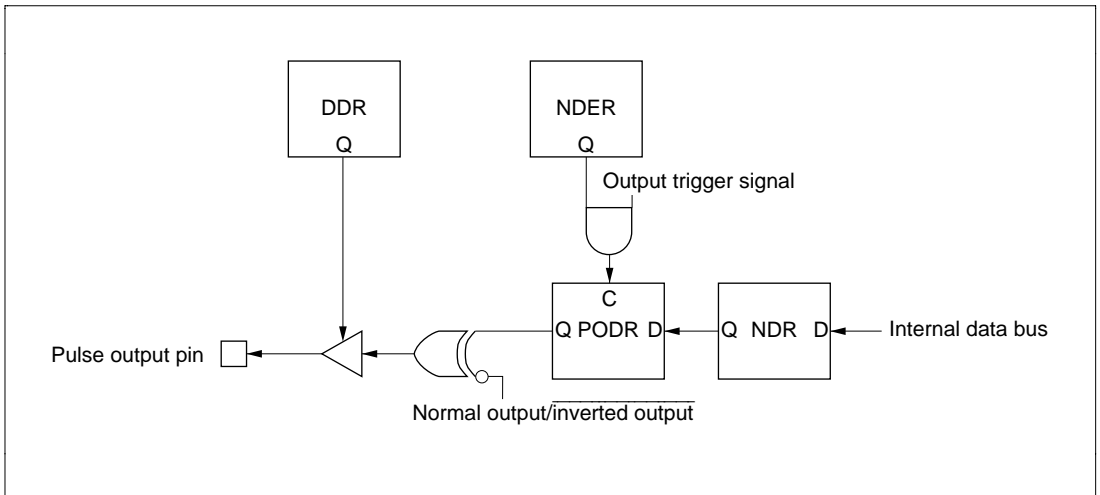 DDR
Q
NDER
Q
Output trigger signal
C
Q PODR D
Q NDR D
Internal data bus
Pulse output pin
Normal output/inverted output